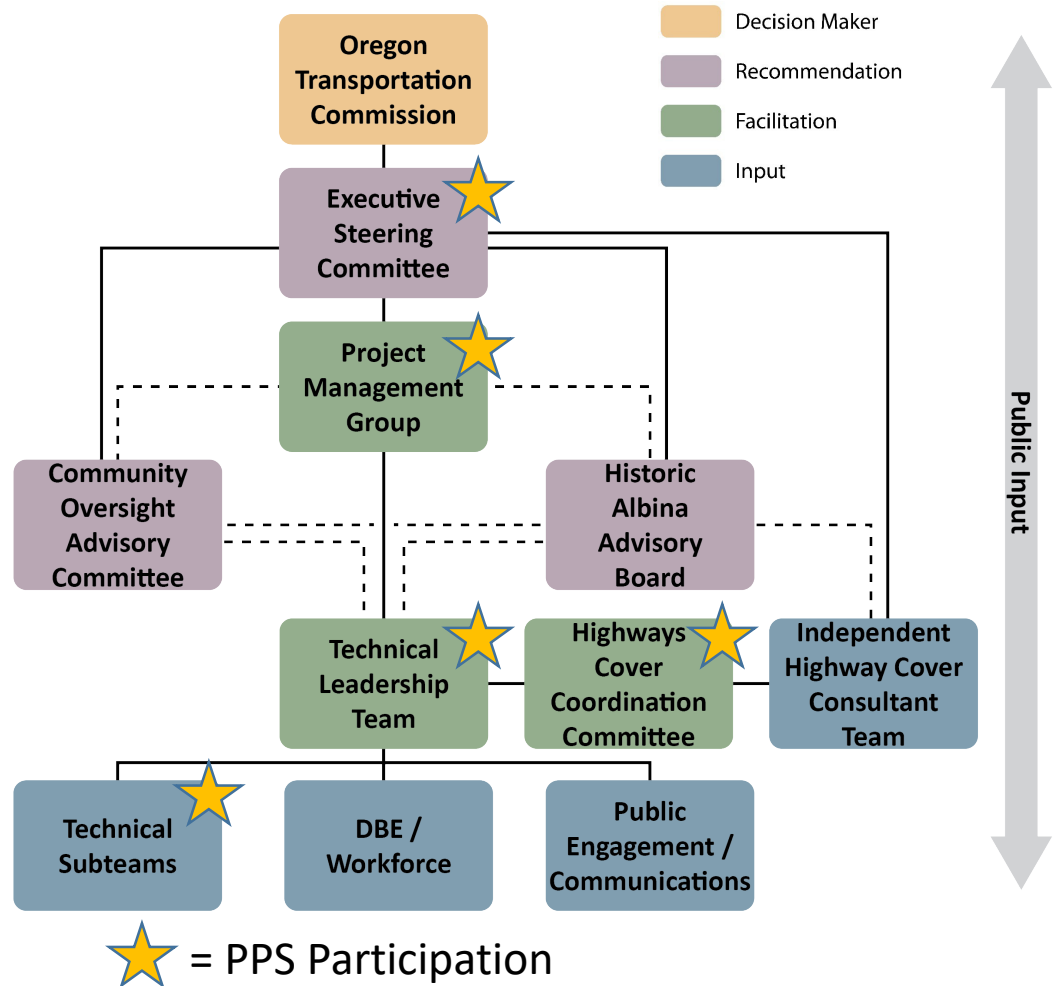 Oregon
Transportation
Commission
Decision Maker
Recommendation
Facilitation
Input
Executive
Steering
Committee
Project
Management
Group
Community
Oversight
Advisory
Committee
Historic
Albina
Advisory
Board
Technical
Leadership
Team
Highways
Cover
Coordination
Committee
Independent
Highway Cover
Consultant
Team
Technical
Subteams
DBE /
Workforce
Public
Engagement /
Communications
Public Input
= PPS Participation